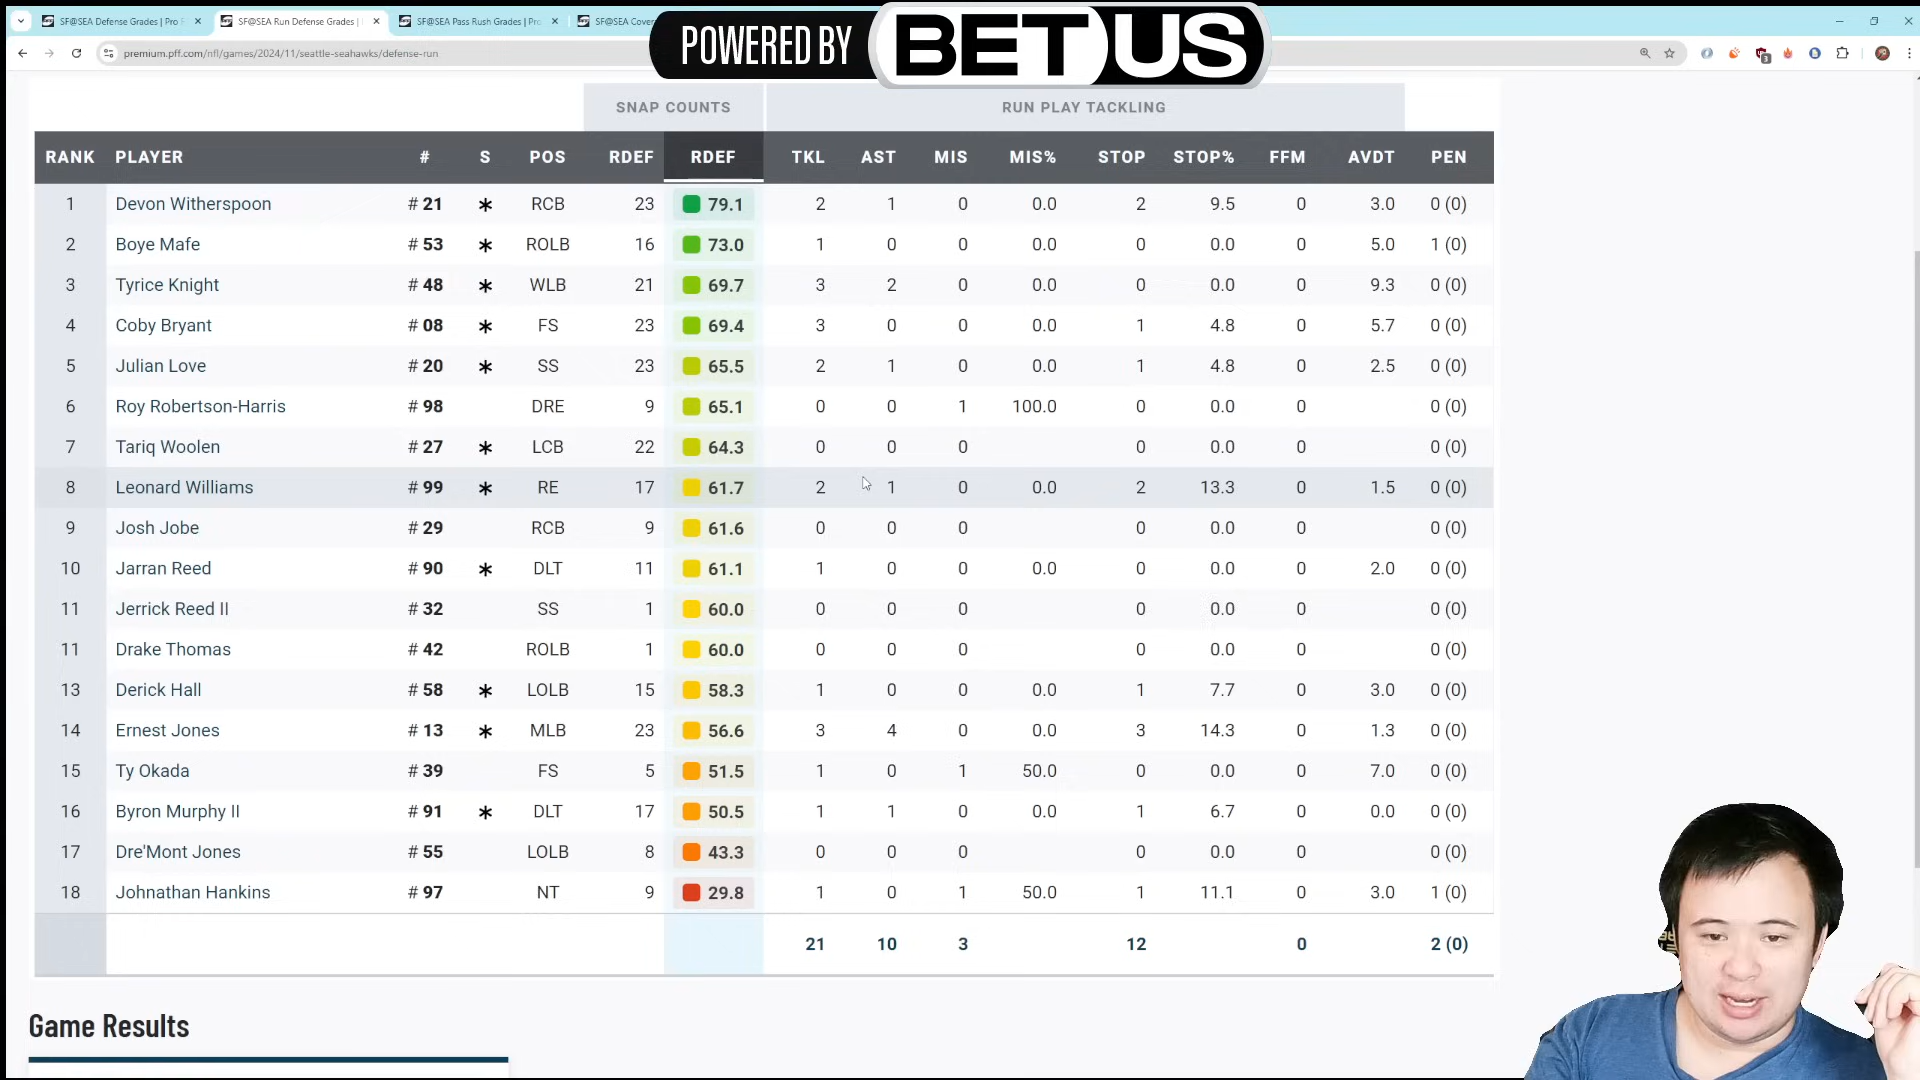 SF@SEA Defense Grades | Pro F
SF@SEA Run Defense Grades |
SF@SEA Pass Rush Grades | Pro
SF@SEA Cove
POWERED BY BETUS
premium.pff.com/nfl/games/2024/11/seattle-seahawks/defense-run
SNAP COUNTS RUN PLAY TACKLING
RANK PLAYER # S POS RDEF RDEF TKL AST MIS MIS% STOP STOP% FFM AVDT PEN
1 Devon Witherspoon # 21 * RCB 23 79.1 2 1 0 0.0 2 9.5 0 3.0 0 (0)
2 Boye Mafe # 53 * ROLB 16 73.0 1 0 0 0.0 0 0.0 0 5.0 1 (0)
3 Tyrice Knight # 48 * WLB 21 69.7 3 2 0 0.0 0 0.0 0 9.3 0 (0)
4 Coby Bryant # 08 * FS 23 69.4 3 0 0 0.0 1 4.8 0 5.7 0 (0)
5 Julian Love # 20 * SS 23 65.5 2 1 0 0.0 1 4.8 0 2.5 0 (0)
6 Roy Robertson-Harris # 98 DRE 9 65.1 0 0 1 100.0 0 0.0 0 0 (0)
7 Tariq Woolen # 27 * LCB 22 64.3 0 0 0 0 0.0 0 0 (0)
8 Leonard Williams # 99 * RE 17 61.7 2 1 0 0.0 2 13.3 0 1.5 0 (0)
9 Josh Jobe # 29 RCB 9 61.6 0 0 0 0 0.0 0 0 (0)
10 Jarran Reed # 90 * DLT 11 61.1 1 0 0 0.0 0 0.0 0 2.0 0 (0)
11 Jerrick Reed II # 32 SS 1 60.0 0 0 0 0 0.0 0 0 (0)
11 Drake Thomas # 42 ROLB 1 60.0 0 0 0 0 0.0 0 0 (0)
13 Derick Hall # 58 * LOLB 15 58.3 1 0 0 0.0 1 7.7 0 3.0 0 (0)
14 Ernest Jones # 13 * MLB 23 56.6 3 4 0 0.0 3 14.3 0 1.3 0 (0)
15 Ty Okada # 39 FS 5 51.5 1 0 1 50.0 0 0.0 0 7.0 0 (0)
16 Byron Murphy II # 91 * DLT 17 50.5 1 1 0 0.0 1 6.7 0 0.0 0 (0)
17 Dre'Mont Jones # 55 LOLB 8 43.3 0 0 0 0 0.0 0 0 (0)
18 Johnathan Hankins # 97 NT 9 29.8 1 0 1 50.0 1 11.1 0 3.0 1 (0)
21 10 3 12 0 2 (0)
Game Results